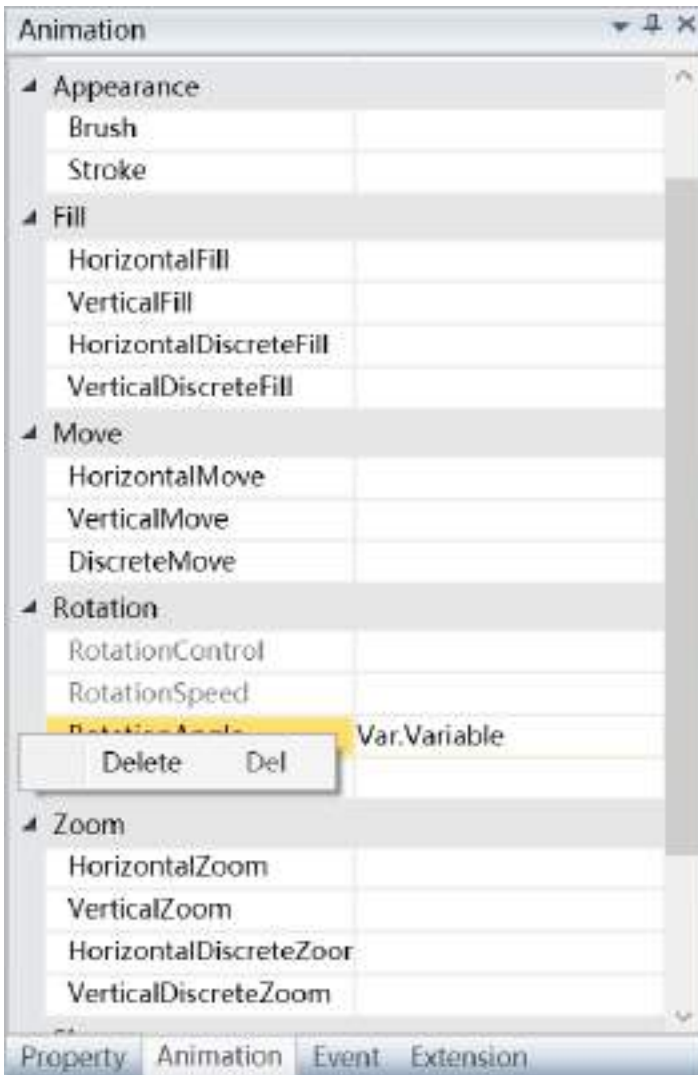 Animation
Appearance
Brush
Stroke
Fill
HorizontalFill
VerticalFill
HorizontalDiscreteFill
VerticalDiscreteFill
Move
HorizontalMove
VerticalMove
DiscreteMove
Rotation
RotationControl
RotationSpeed
RotationAngle Var.Variable
Delete Del
Zoom
HorizontalZoom
VerticalZoom
HorizontalDiscreteZoor
VerticalDiscreteZoom
Property Animation Event Extension